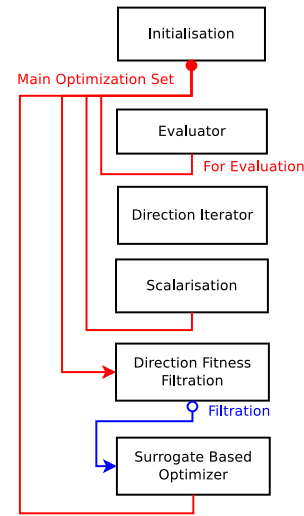 Initialisation
Main Optimization Set
Evaluator
For Evaluation
Direction Iterator
Scalarisation
Direction Fitness
Filtration
Filtration
Surrogate Based
Optimizer